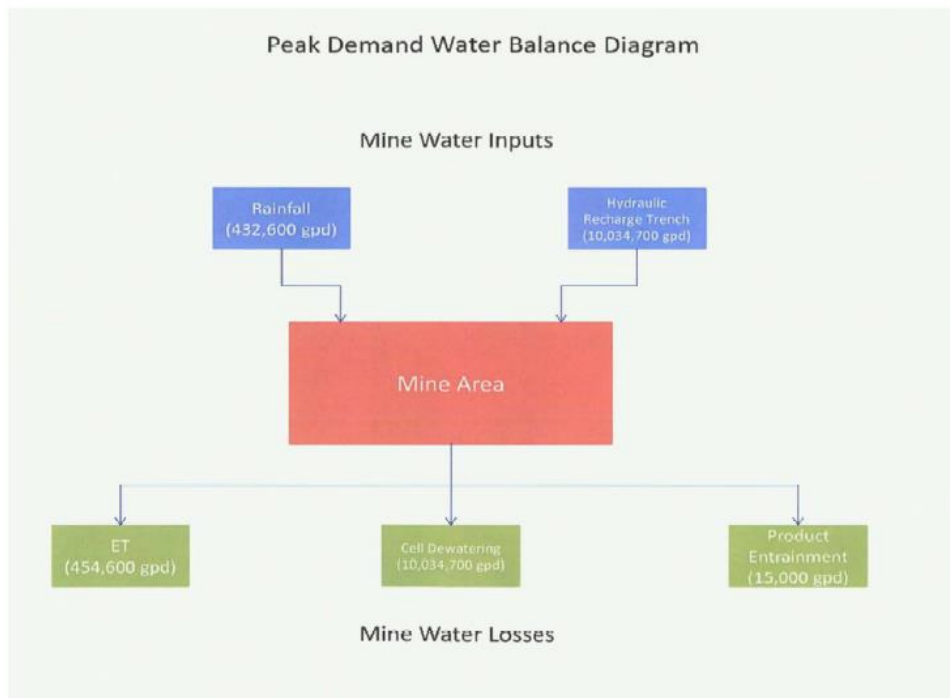 Peak Demand Water Balance Diagram
Mine Water Inputs
Rainfall
(432,600 gpd)
Hydraulic
Recharge Trench
(10,034,700 gpd)
Mine Area
ET
(454,600 gpd)
Cell Dewatering
(10,034,700 gpd)
Product
Entrainment
(15,000 gpd)
Mine Water Losses